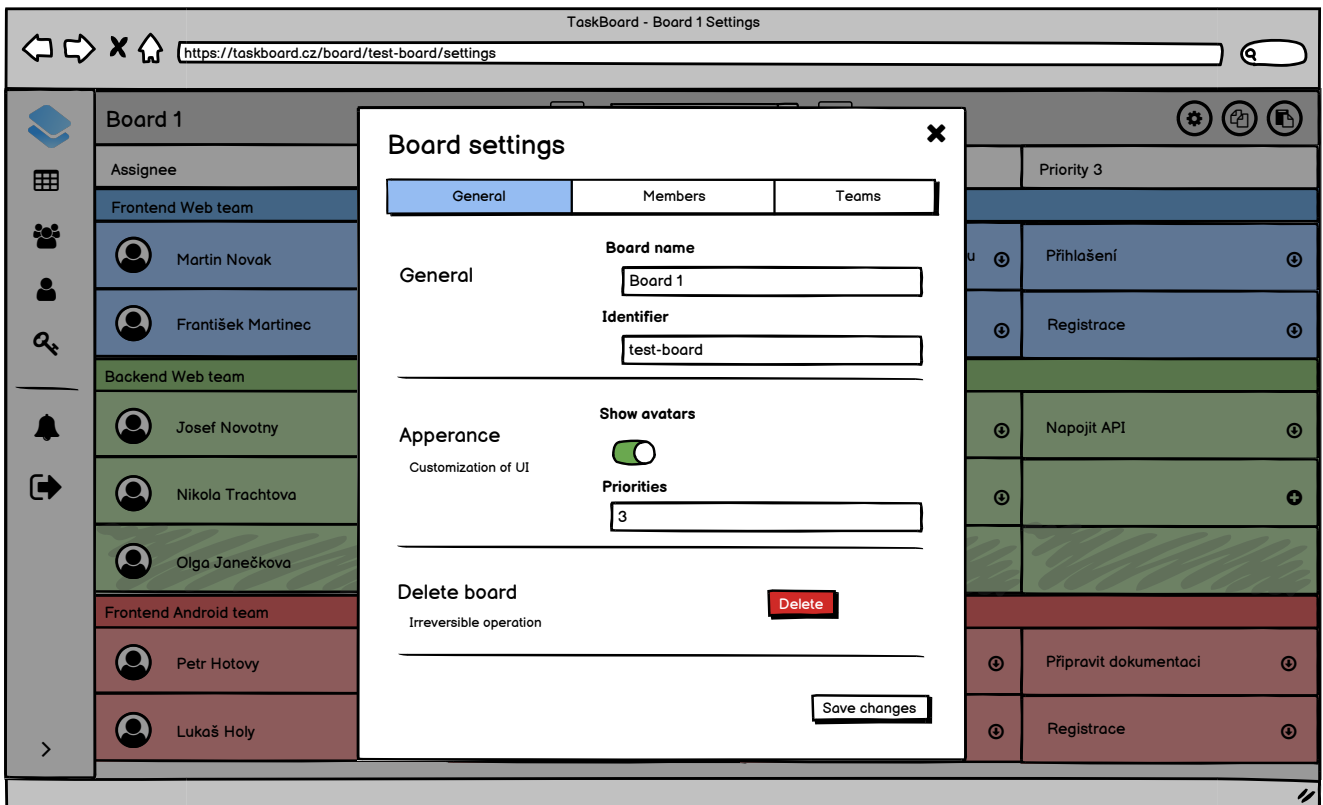 TaskBoard - Board 1 Settings
https://taskboard.cz/board/test-board/settings
Board 1
Assignee
Priority 3
Frontend Web team
Martin Novak
u
Přihlašení
František Martinec
Registrace
Backend Web team
Josef Novotny
Napojit API
Nikola Trachtova
Olga Janečkova
Frontend Android team
Petr Hotovy
Připravit dokumentaci
Lukaš Holy
Registrace
Board settings
General
Members
Teams
General
Board name
Board 1
Identifier
test-board
Apperance
Customization of UI
Show avatars
Priorities
3
Delete board
Irreversible operation
Delete
Save changes